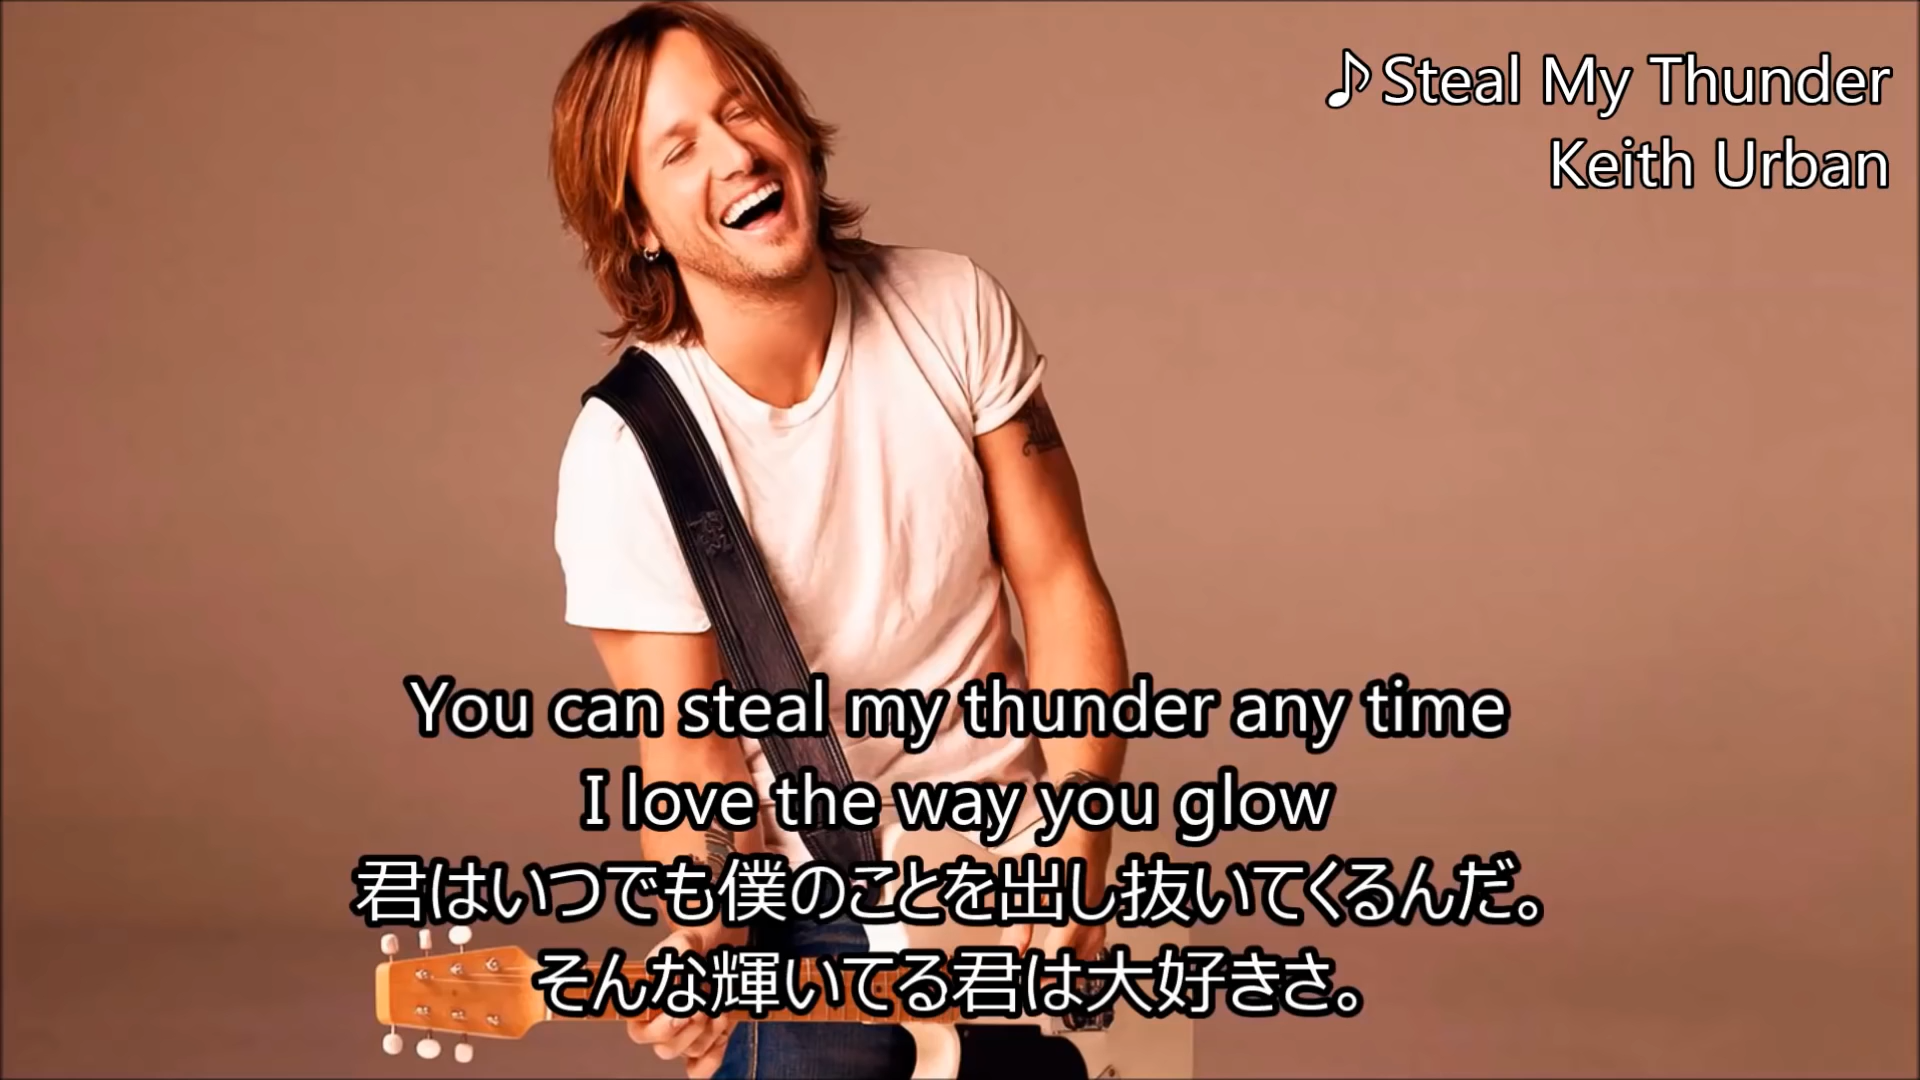 ♪Steal My Thunder
Keith Urban
You can steal my thunder any time
I love the way you glow
君はいつでも僕のことを出し抜いてくるんだ。
そんな輝いてる君は大好きさ。